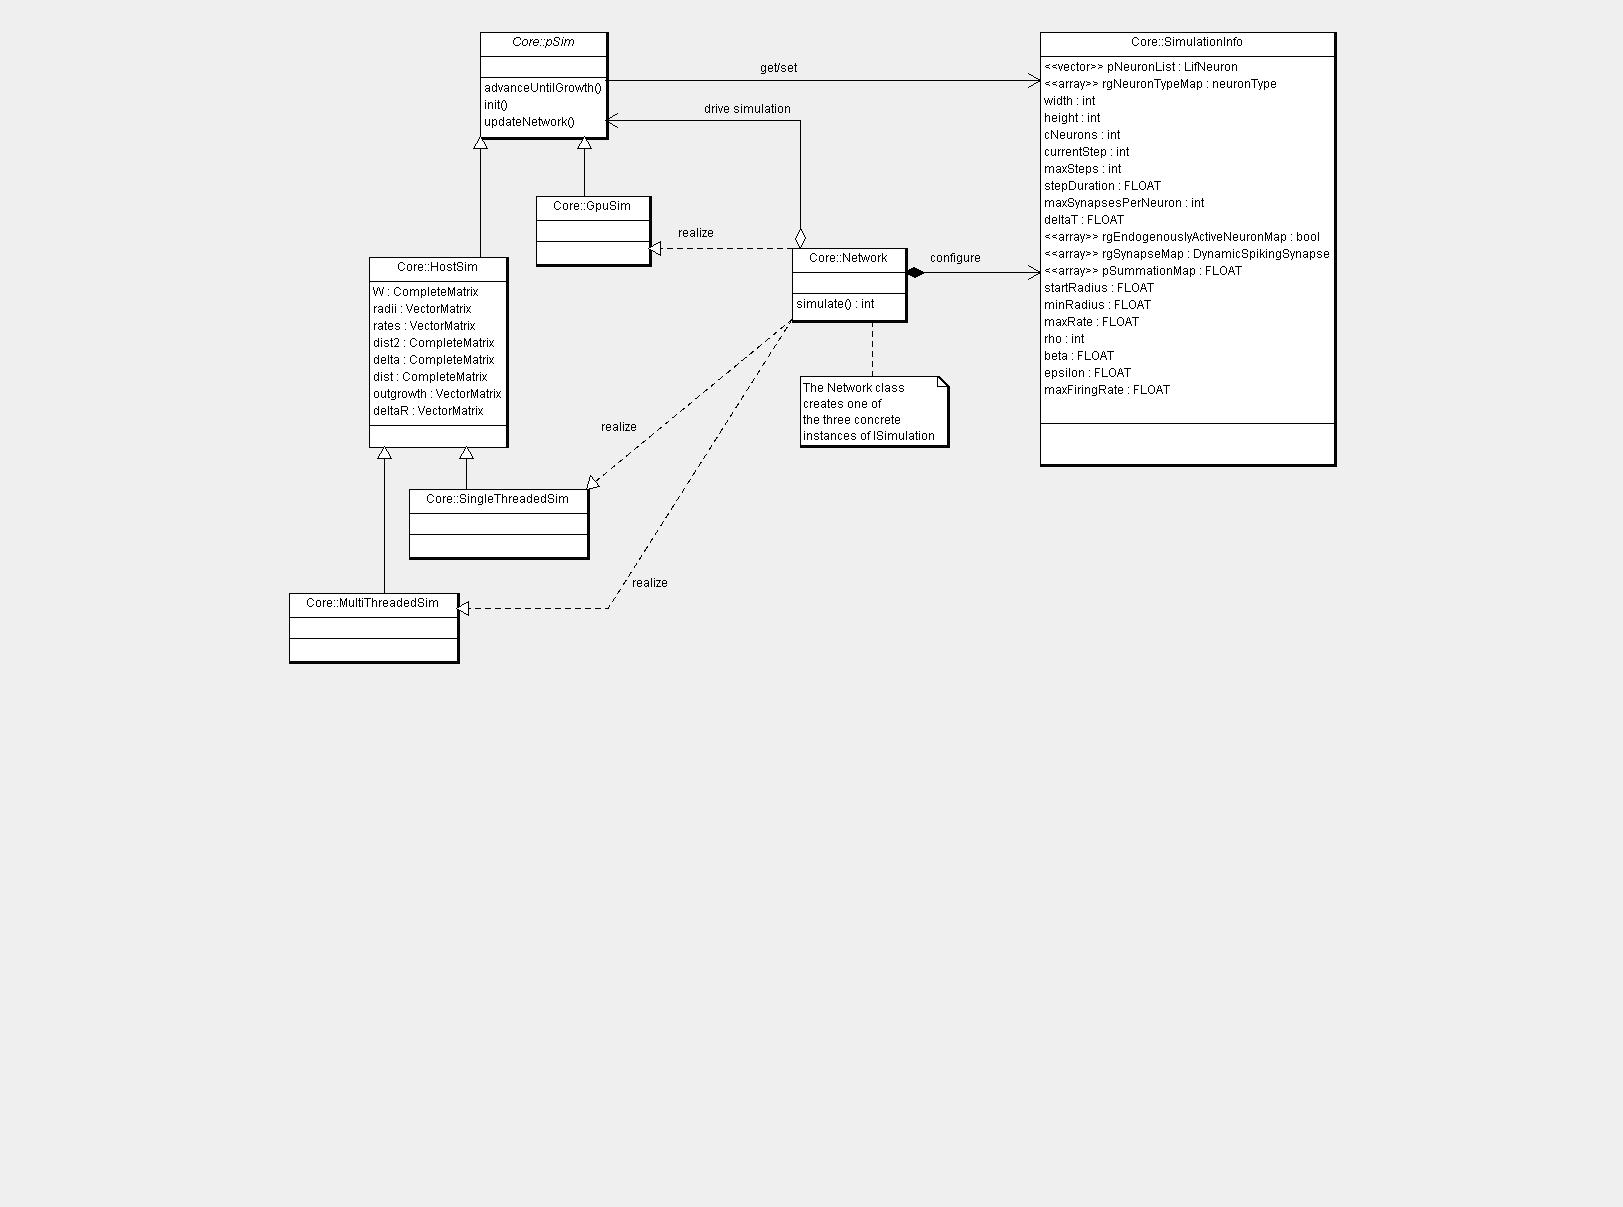 Core::pSim
advanceUntilGrowth()
init()
updateNetwork()
get/set
drive simulation
Core::SimulationInfo
<<vector>> pNeuronList : LifNeuron
<<array>> rgNeuronTypeMap : neuronType
width : int
height : int
cNeurons : int
currentStep : int
maxSteps : int
stepDuration : FLOAT
maxSynapsesPerNeuron : int
deltaT : FLOAT
<<array>> rgEndogenouslyActiveNeuronMap : bool
<<array>> rgSynapseMap : DynamicSpikingSynapse
<<array>> pSummationMap : FLOAT
startRadius : FLOAT
minRadius : FLOAT
maxRate : FLOAT
rho : int
beta : FLOAT
epsilon : FLOAT
maxFiringRate : FLOAT
Core::GpuSim
realize
Core::Network
simulate() : int
configure
Core::HostSim
W : CompleteMatrix
radii : VectorMatrix
rates : VectorMatrix
dist2 : CompleteMatrix
delta : CompleteMatrix
dist : CompleteMatrix
outgrowth : VectorMatrix
deltaR : VectorMatrix
The Network class
creates one of
the three concrete
instances of ISimulation
realize
Core::SingleThreadedSim
realize
Core::MultiThreadedSim